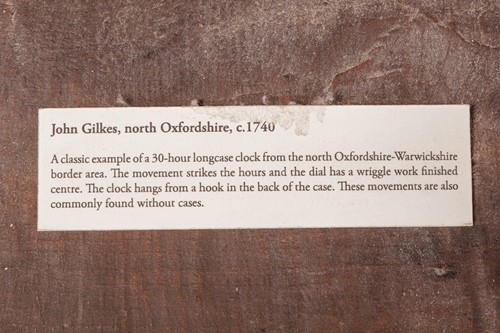 John Gilkes, north Oxfordshire, c.1740
A classic example of a 30-hour longcase clock from the north Oxfordshire-Warwickshire
border area. The movement strikes the hours and the dial has a wriggle work finished
centre. The clock hangs from a hook in the back of the case. These movements are also
commonly found without cases.